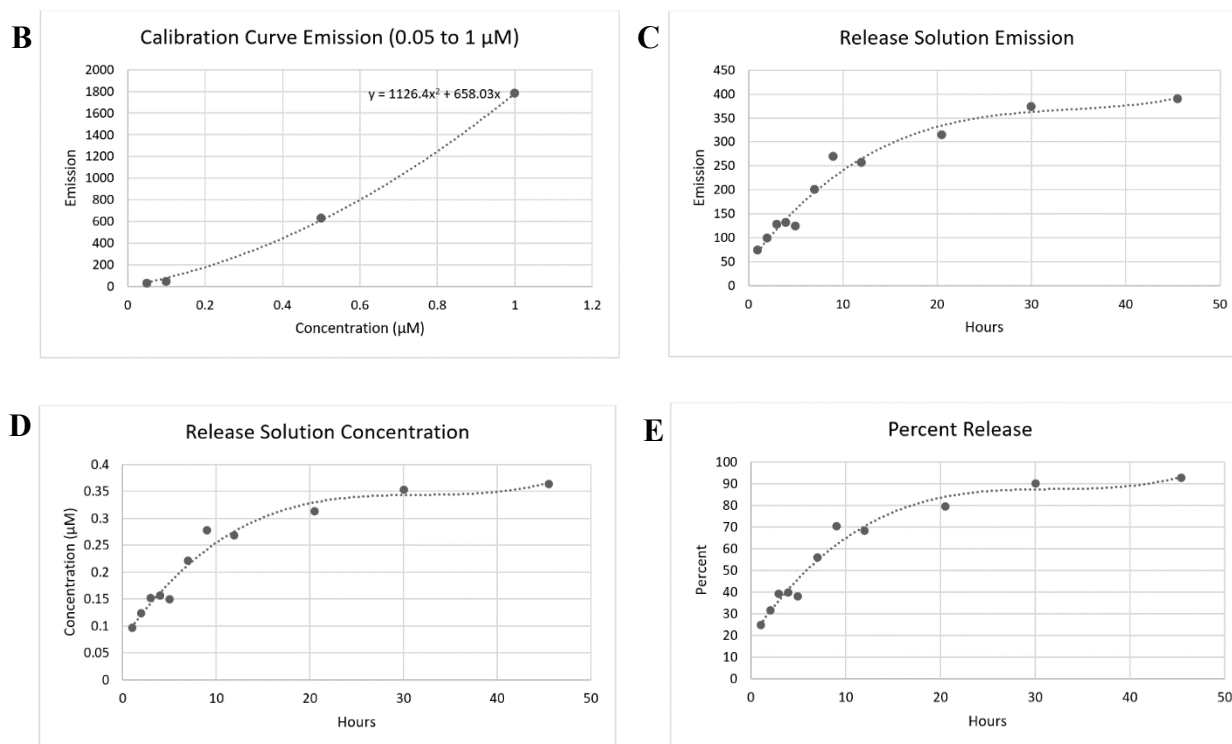 B
Calibration Curve Emission (0.05 to 1 µM)
2000
1800
1600
1400
1200
1000
800
600
400
200
0
y = 1126.4x² + 658.03x
Emission
0 0.2 0.4 0.6 0.8 1 1.2
Concentration (µM)
C
Release Solution Emission
450
400
350
300
250
200
150
100
50
0
Emission
0 10 20 30 40 50
Hours
D
Release Solution Concentration
0.4
0.35
0.3
0.25
0.2
0.15
0.1
0.05
0
Concentration (µM)
0 10 20 30 40 50
Hours
E
Percent Release
100
90
80
70
60
50
40
30
20
10
0
Percent
0 10 20 30 40 50
Hours